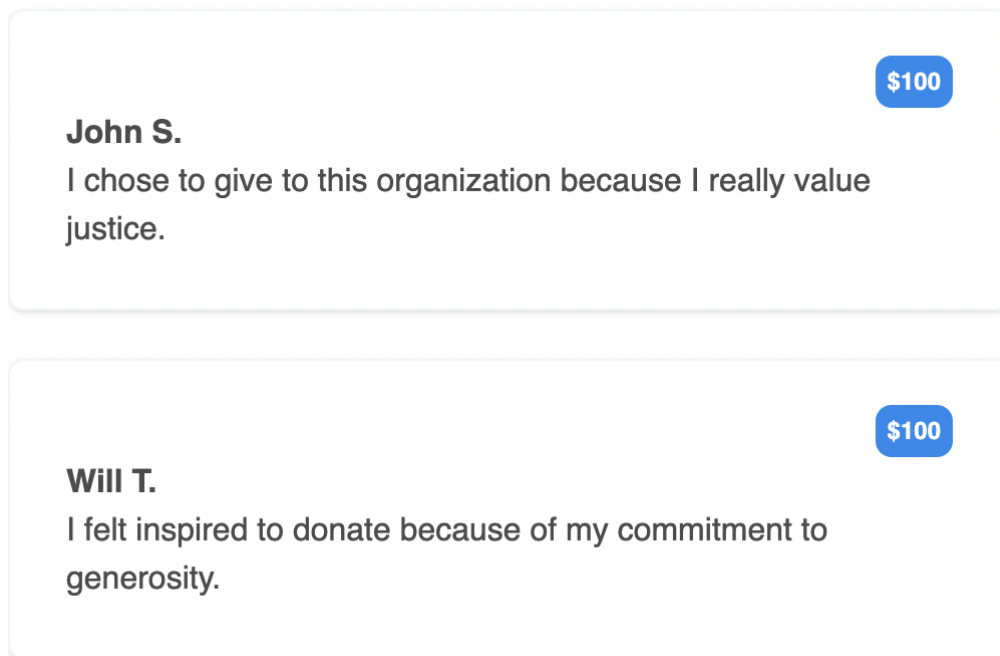 $100
John S.
I chose to give to this organization because I really value
justice.
$100
Will T.
I felt inspired to donate because of my commitment to
generosity.